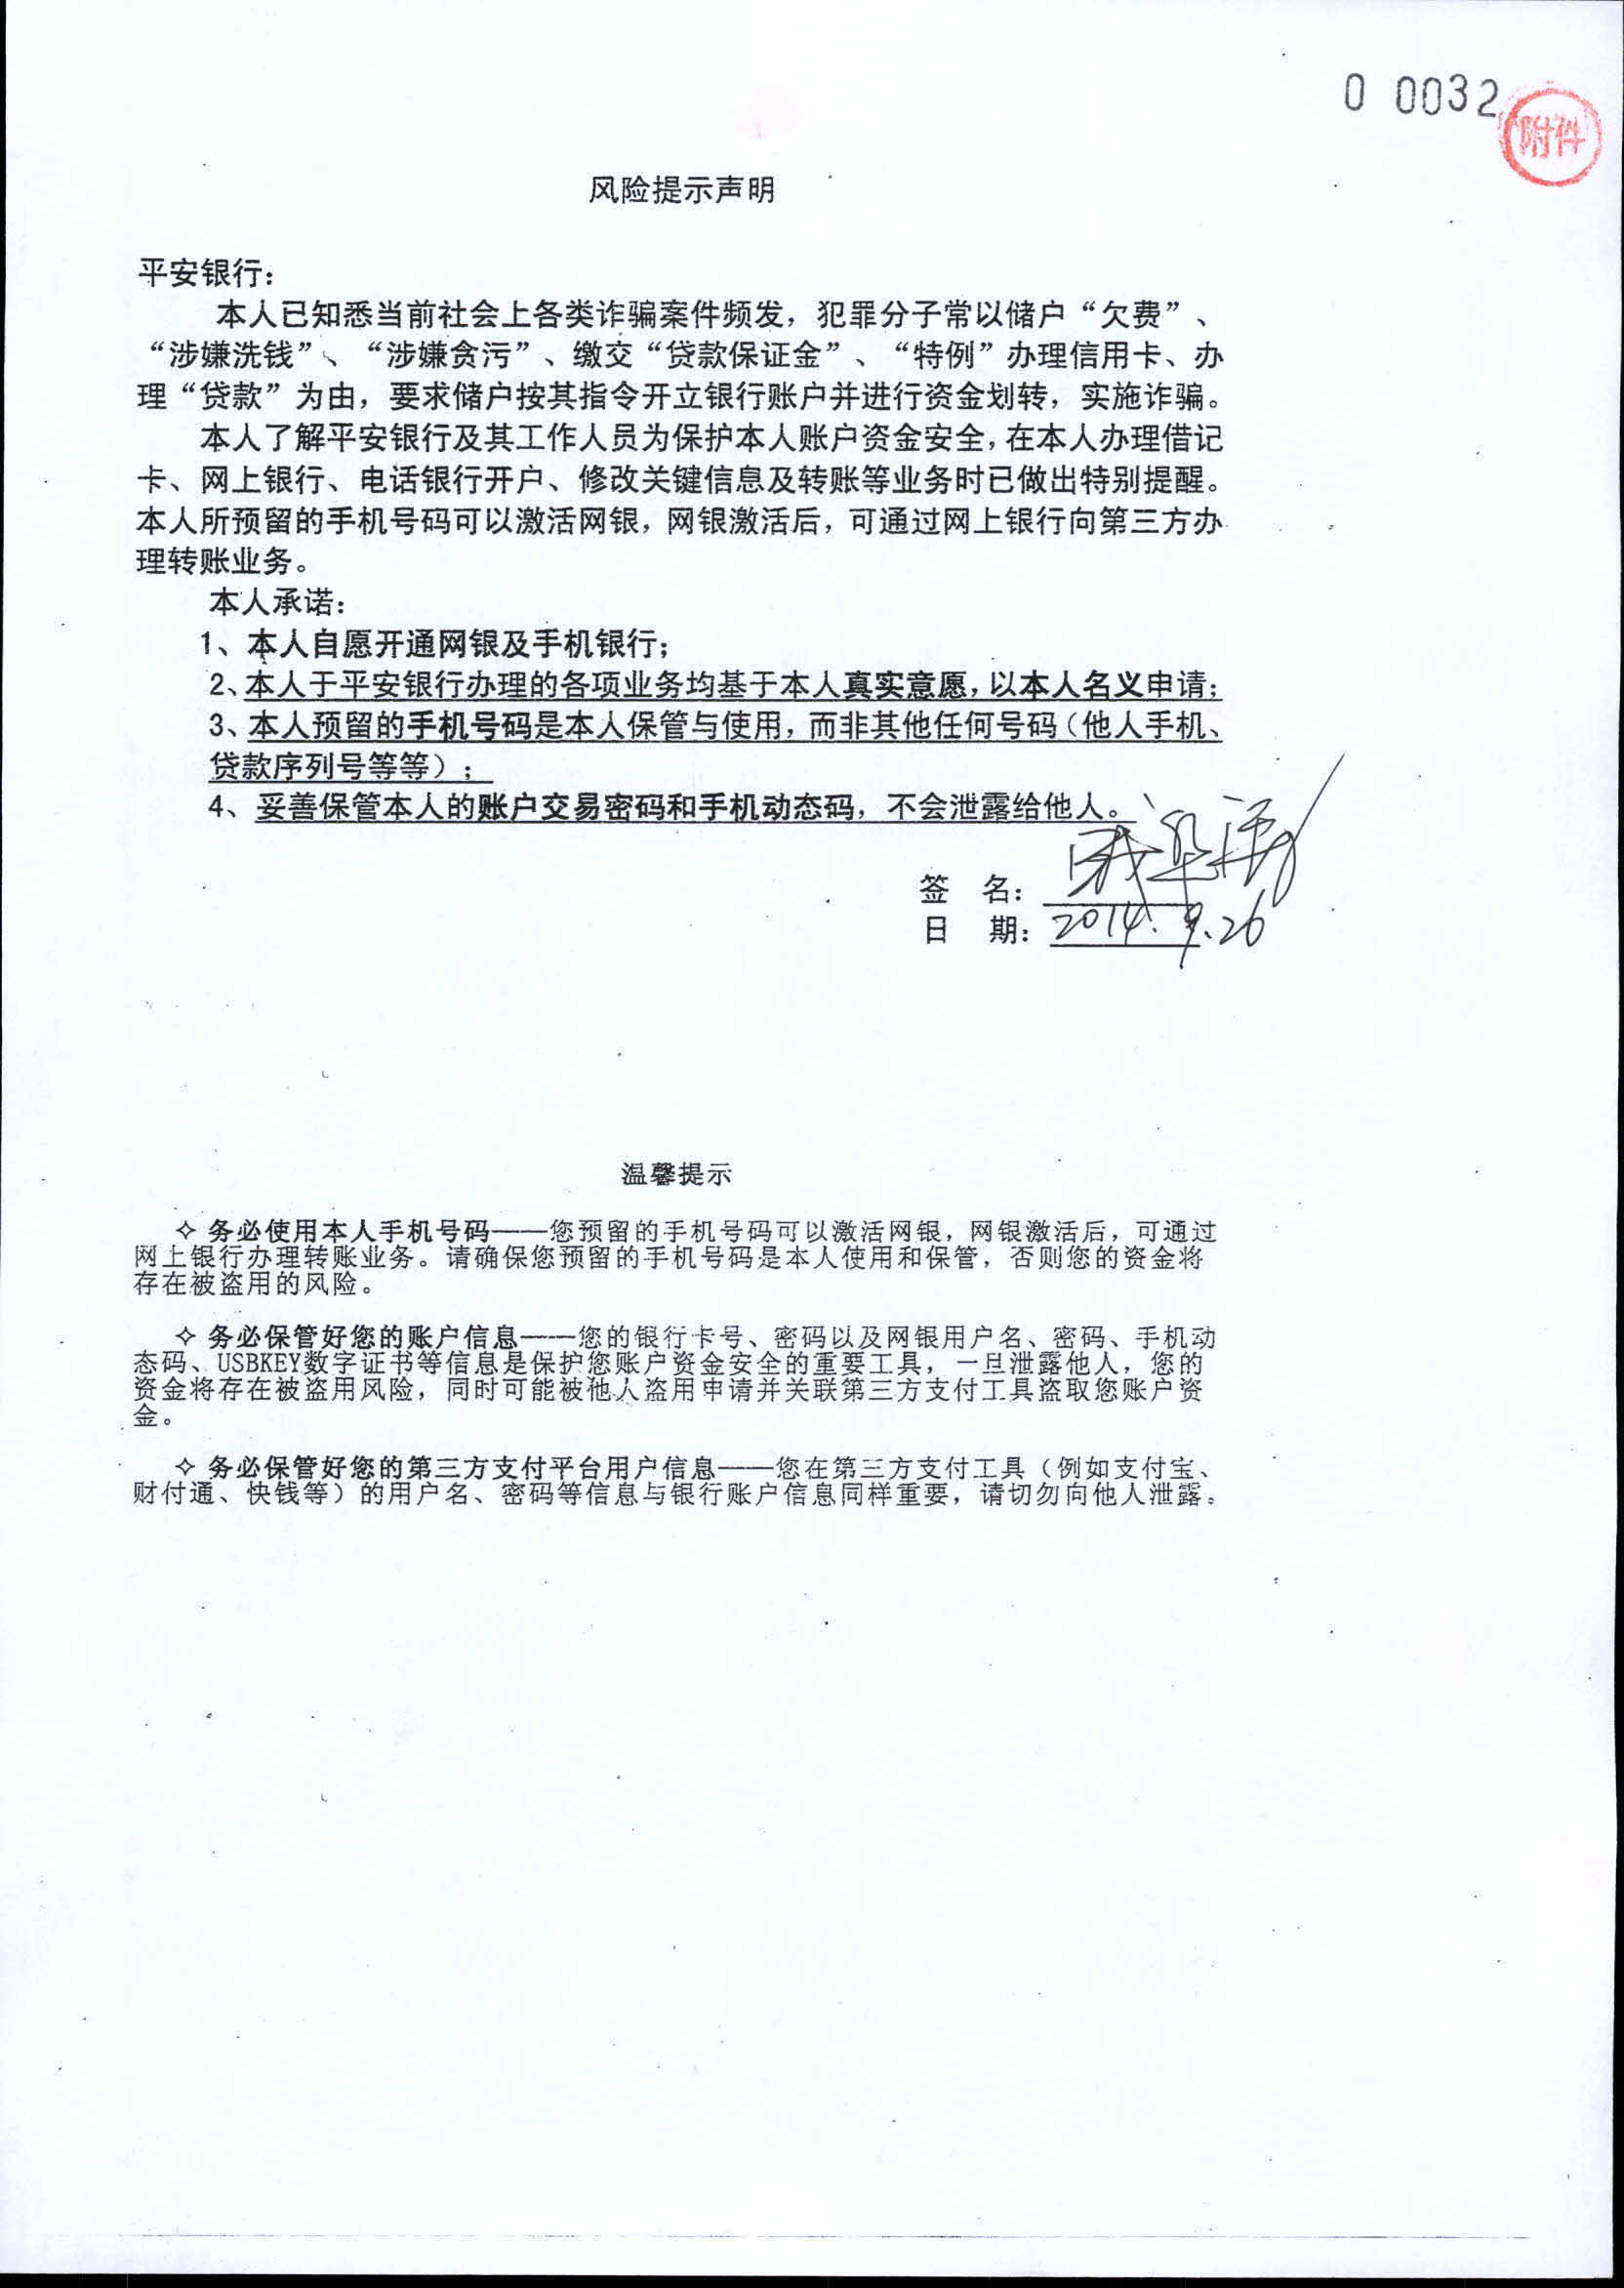 0 0032
附件
风险提示声明
平安银行：
本人已知悉当前社会上各类诈骗案件频发，犯罪分子常以储户“欠费”、
“涉嫌洗钱”、“涉嫌贪污”、缴交“贷款保证金”、“特例”办理信用卡、办
理“贷款”为由，要求储户按其指令开立银行账户并进行资金划转，实施诈骗。
本人了解平安银行及其工作人员为保护本人账户资金安全，在本人办理借记
卡、网上银行、电话银行开户、修改关键信息及转账等业务时已做出特别提醒。
本人所预留的手机号码可以激活网银，网银激活后，可通过网上银行向第三方办
理转账业务。
本人承诺：
1、本人自愿开通网银及手机银行；
2、本人于平安银行办理的各项业务均基于本人真实意愿，以本人名义申请；
3、本人预留的手机号码是本人保管与使用，而非其他任何号码（他人手机、
贷款序列号等等）；
4、妥善保管本人的账户交易密码和手机动态码，不会泄露给他人。
签 名：
日 期：2014.9.26
温馨提示
✧ 务必使用本人手机号码——您预留的手机号码可以激活网银，网银激活后，可通过
网上银行办理转账业务。请确保您预留的手机号码是本人使用和保管，否则您的资金将
存在被盗用的风险。
✧ 务必保管好您的账户信息——您的银行卡号、密码以及网银用户名、密码、手机动
态码、USBKEY数字证书等信息是保护您账户资金安全的重要工具，一旦泄露他人，您的
资金将存在被盗用风险，同时可能被他人盗用申请并关联第三方支付工具盗取您账户资
金。
✧ 务必保管好您的第三方支付平台用户信息——您在第三方支付工具（例如支付宝、
财付通、快钱等）的用户名、密码等信息与银行账户信息同样重要，请切勿向他人泄露。